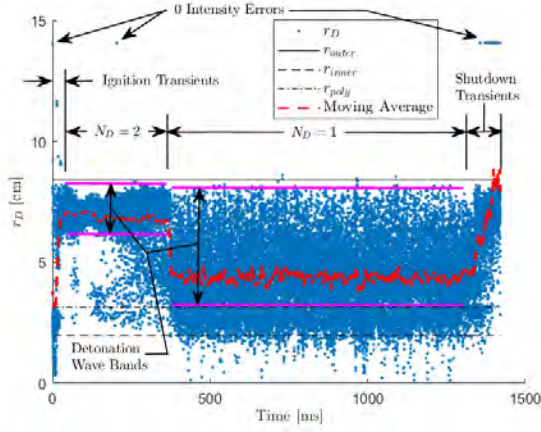 0 Intensity Errors
15
Ignition Transients
r_D
r_outer
r_inner
r_poly
Moving Average
Shutdown
Transients
10
N_D = 2
N_D = 1
r_D [cm]
5
Detonation
Wave Bands
0
0
500
1000
1500
Time [ms]